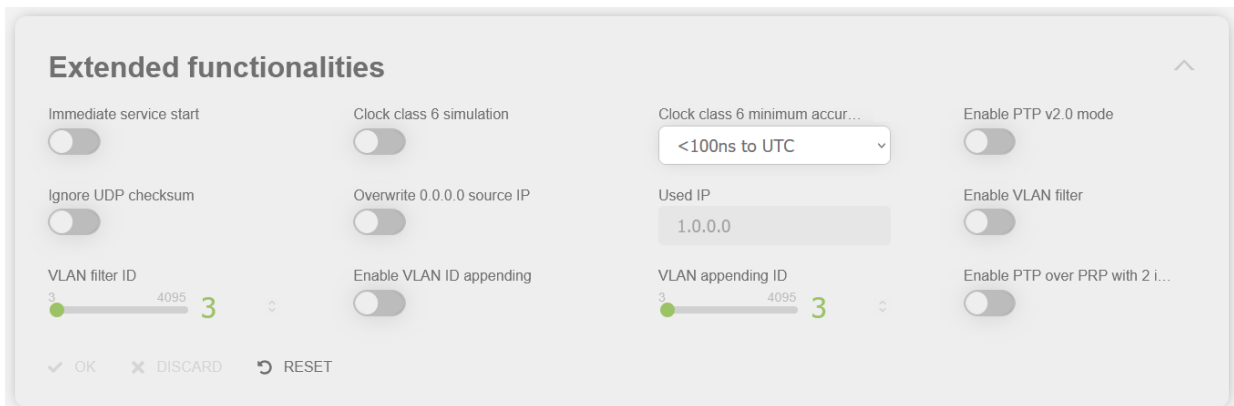 Extended functionalities
Immediate service start
Clock class 6 simulation
Clock class 6 minimum accur...
Enable PTP v2.0 mode
<100ns to UTC
Ignore UDP checksum
Overwrite 0.0.0.0 source IP
Used IP
Enable VLAN filter
1.0.0.0
VLAN filter ID
Enable VLAN ID appending
VLAN appending ID
Enable PTP over PRP with 2 i...
3 4095 3
3 4095 3
OK
DISCARD
RESET